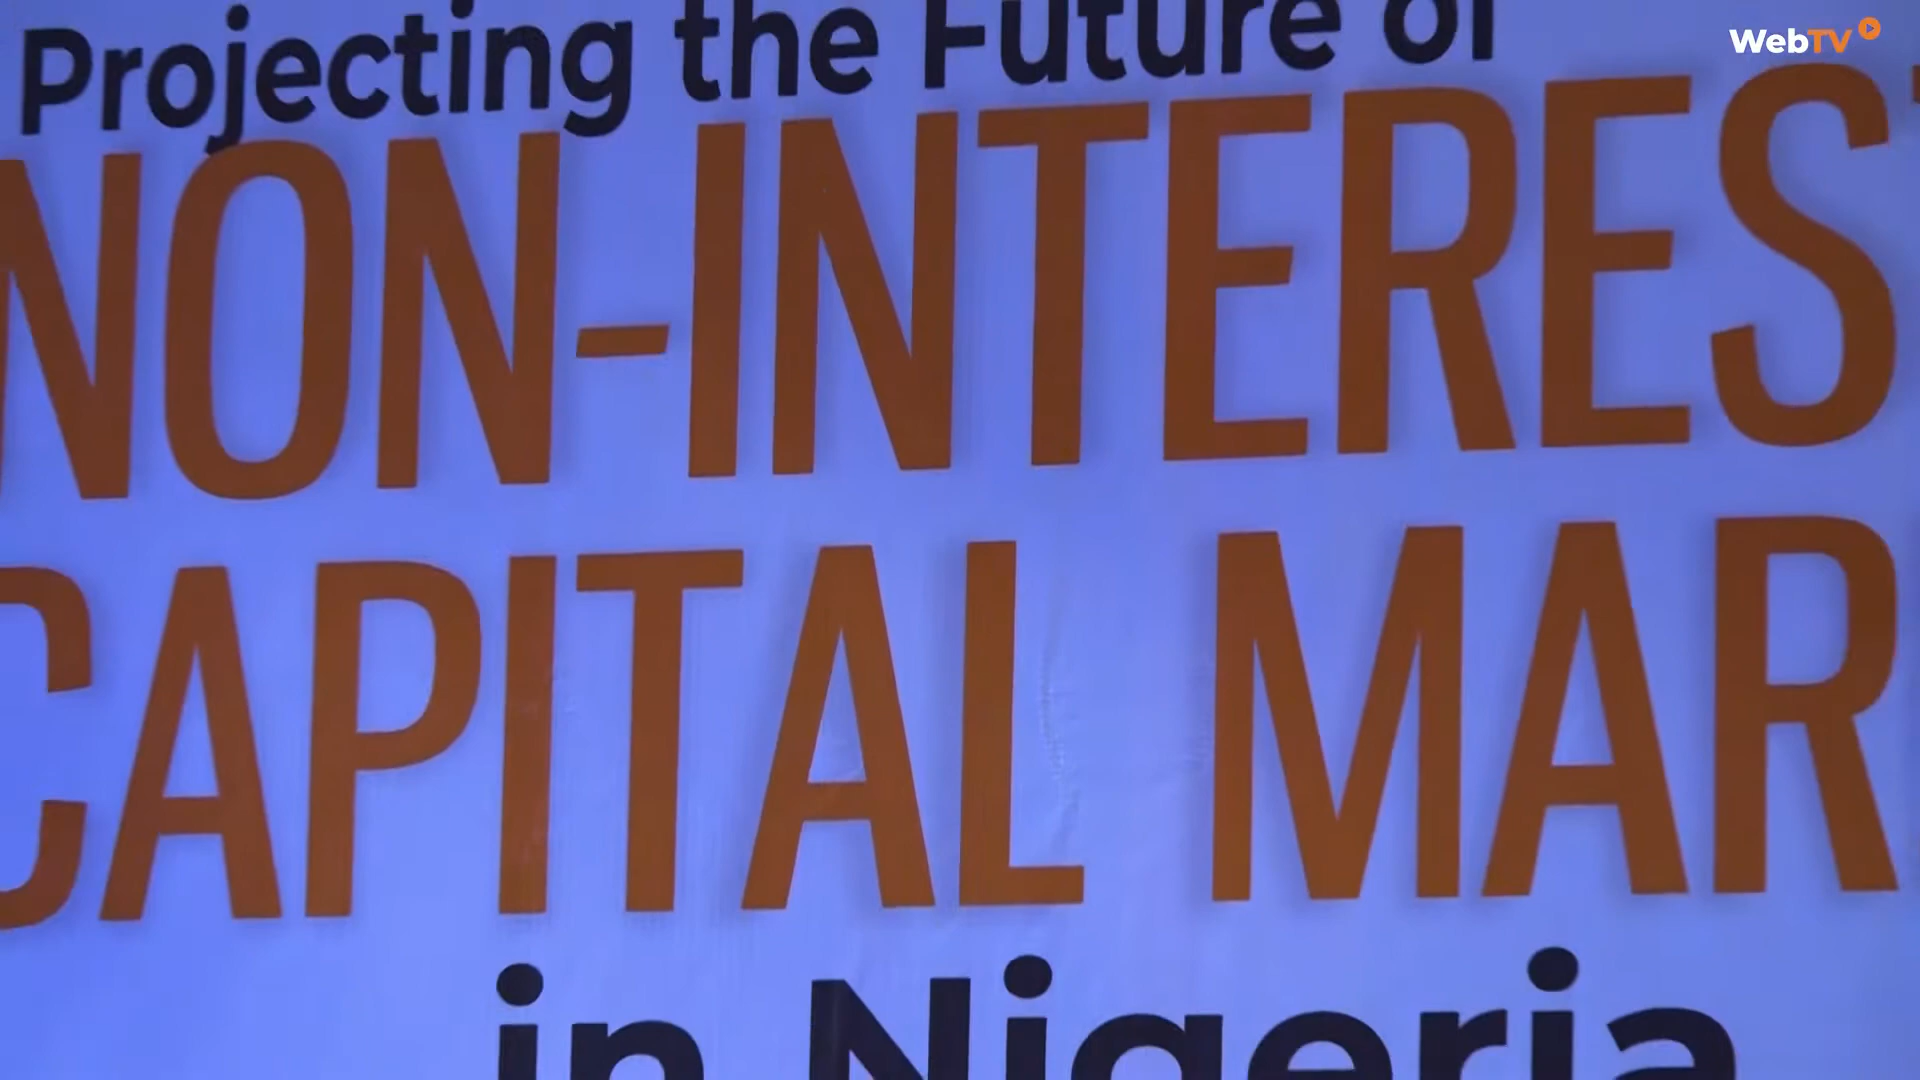 WebTV
Projecting the Future of
NON-INTEREST
CAPITAL MAR
in Nigeria